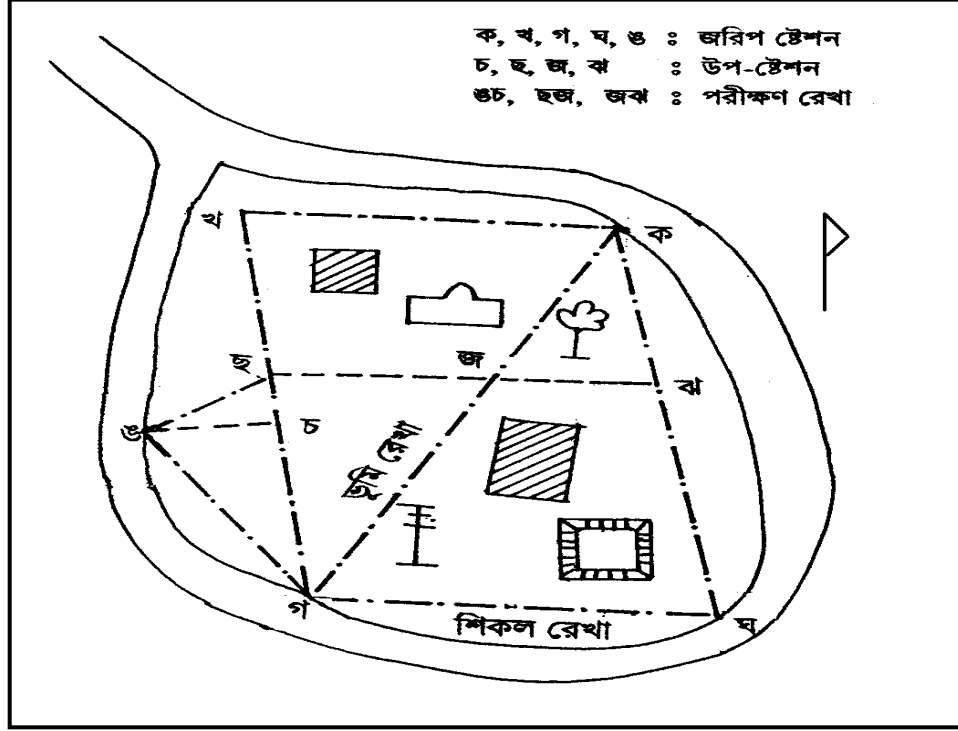 ক, খ, গ, ঘ, ঙ ঃ জরিপ ষ্টেশন
চ, ছ, জ, ঝ ঃ উপ-ষ্টেশন
ঙচ, ছজ, জঝ ঃ পরীক্ষণ রেখা
খ
ক
ছ
জ
ঝ
ঙ
চ
ভূমি রেখা
গ
শিকল রেখা
ঘ